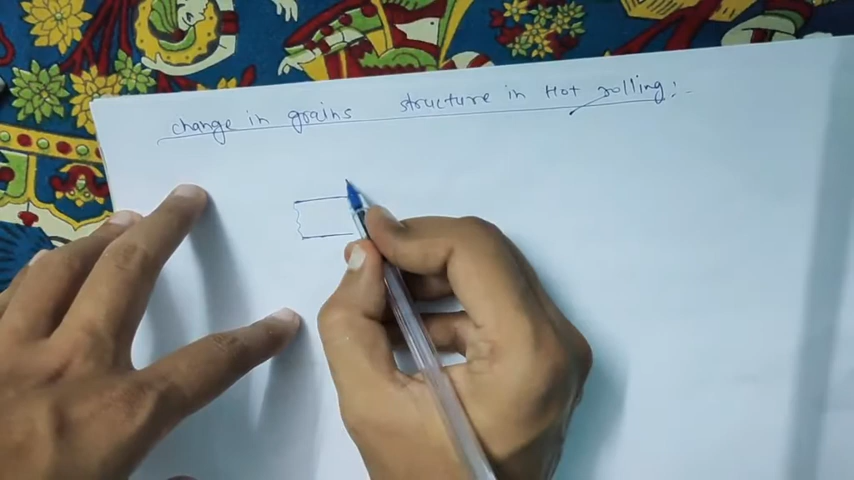 change in grains structure in Hot rolling :-